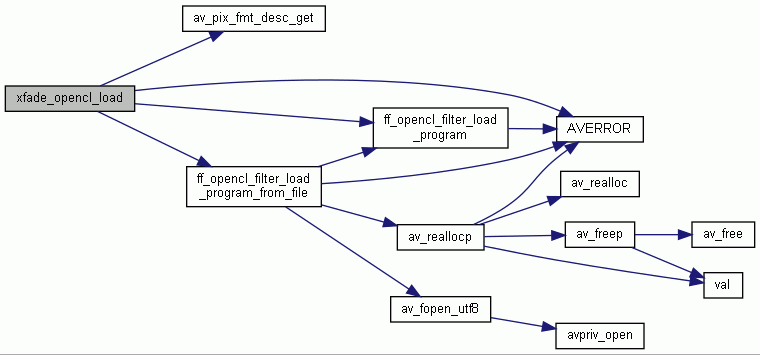 av_pix_fmt_desc_get
xfade_opencl_load
ff_opencl_filter_load
_program
AVERROR
ff_opencl_filter_load
_program_from_file
av_realloc
av_reallocp
av_freep
av_free
val
av_fopen_utf8
avpriv_open